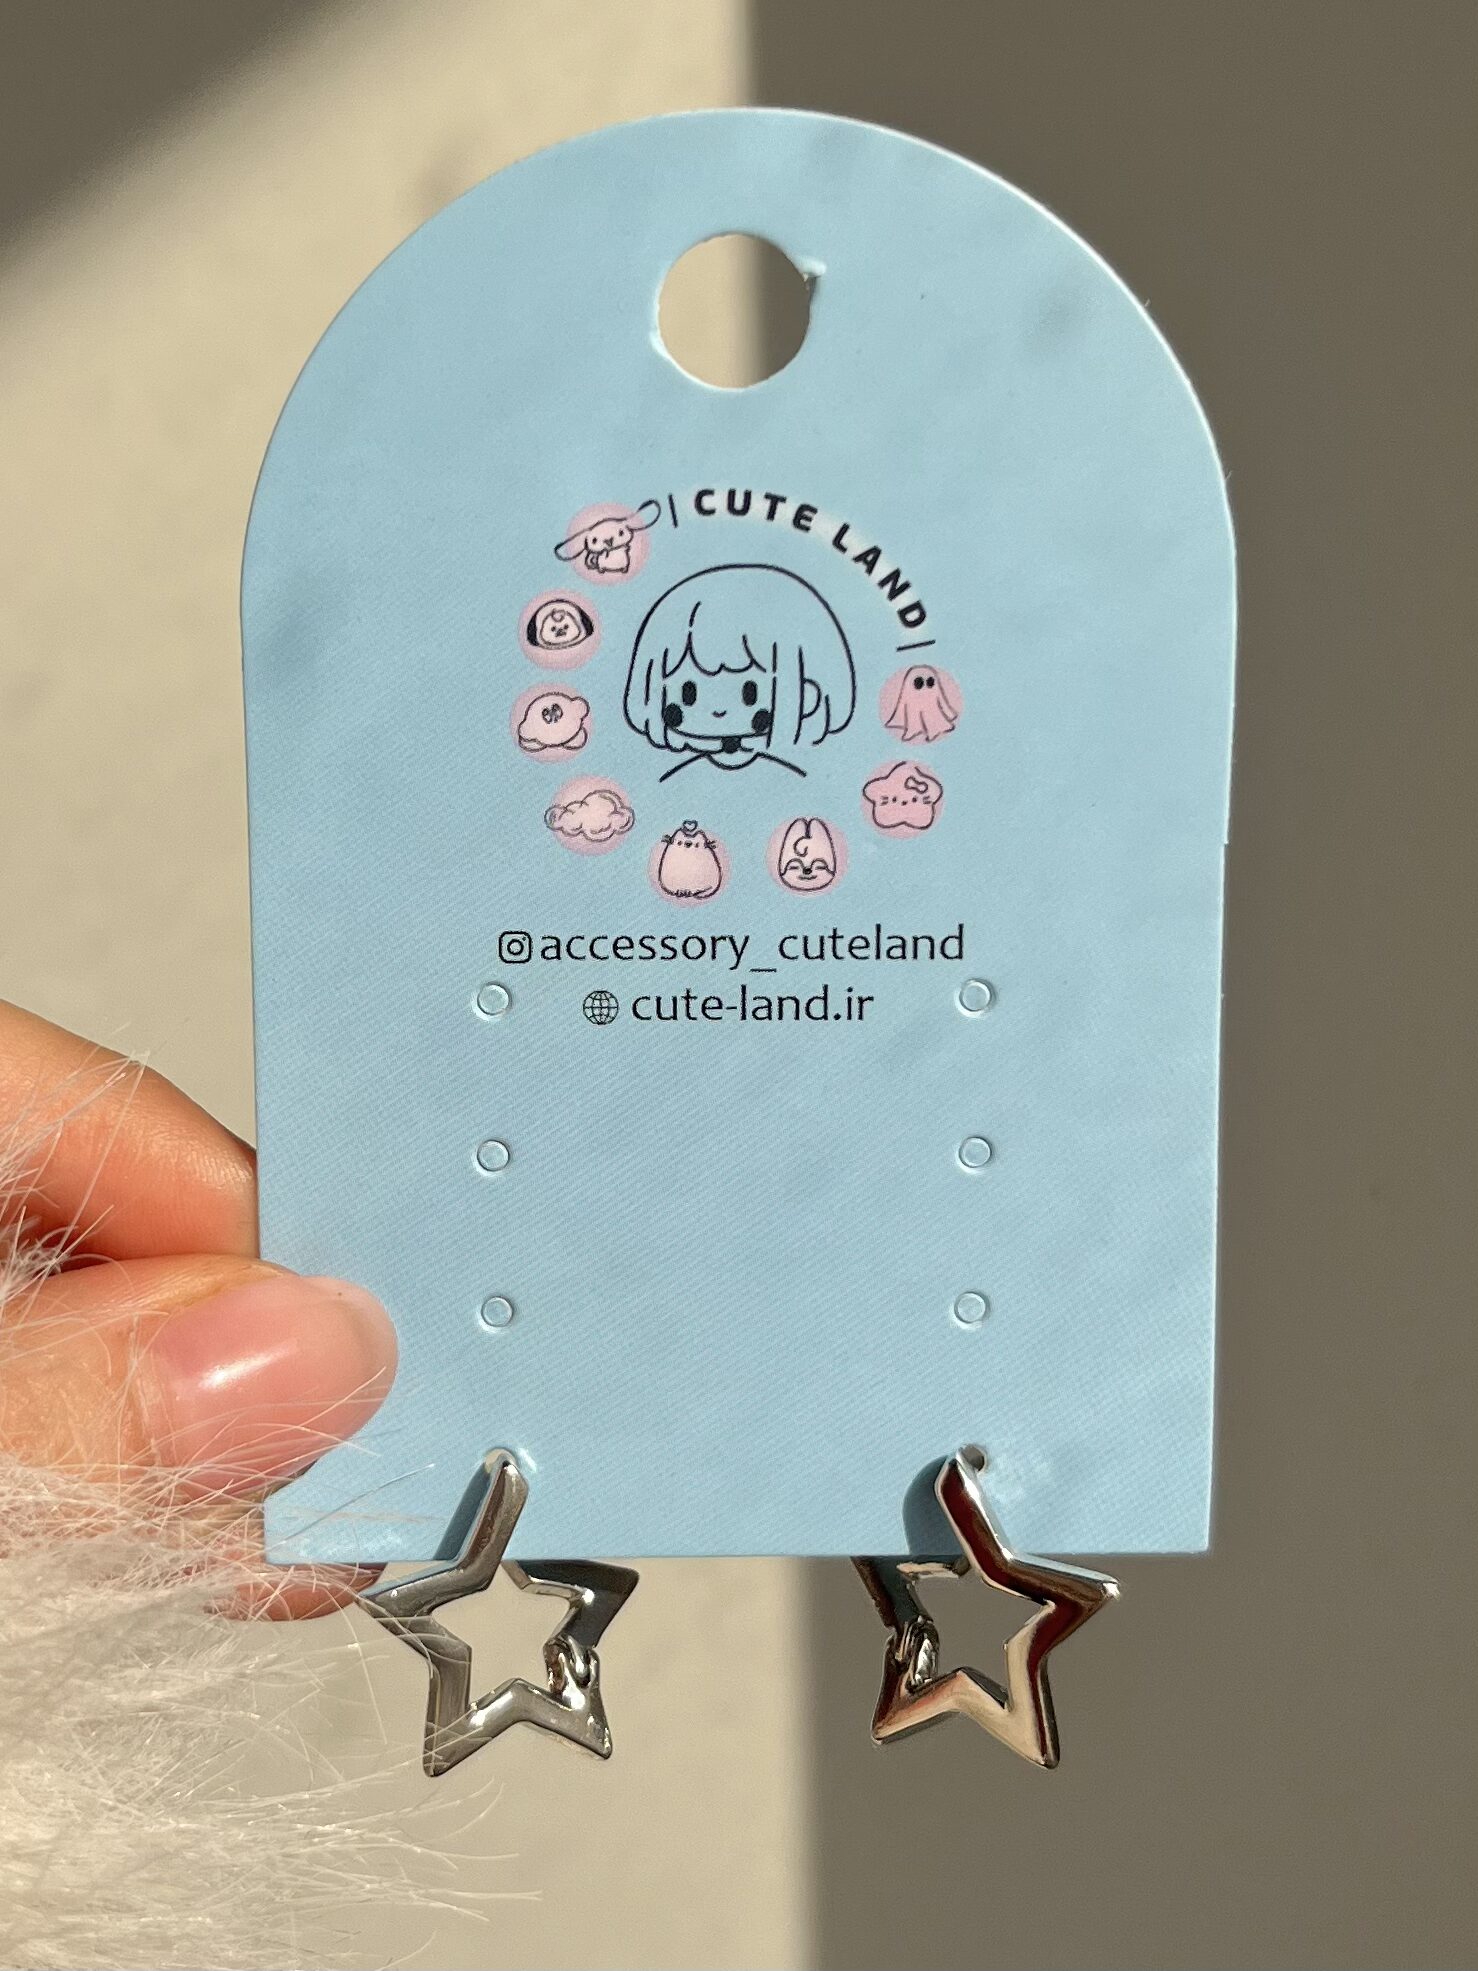 | CUTE LAND |
accessory_cuteland
cute-land.ir